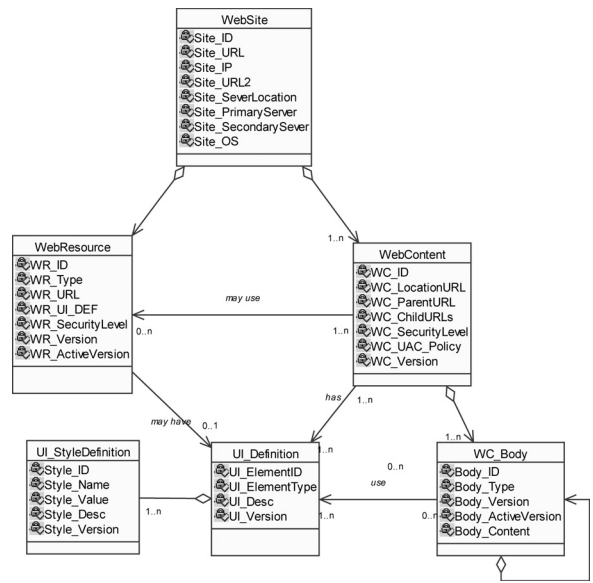 WebSite
Site_ID
Site_URL
Site_IP
Site_URL2
Site_SeverLocation
Site_PrimaryServer
Site_SecondarySever
Site_OS
1..n
WebResource
WR_ID
WR_Type
WR_URL
WR_UI_DEF
WR_SecurityLevel
WR_Version
WR_ActiveVersion
WebContent
WC_ID
WC_LocationURL
WC_ParentURL
WC_ChildURLs
WC_SecurityLevel
WC_UAC_Policy
WC_Version
may use
0..n
1..n
may have
0..1
has
1..n
1..n
1..n
UI_StyleDefinition
Style_ID
Style_Name
Style_Value
Style_Desc
Style_Version
1..n
UI_Definition
UI_ElementID
UI_ElementType
UI_Desc
UI_Version
0..n
use
1..n
0..n
WC_Body
Body_ID
Body_Type
Body_Version
Body_ActiveVersion
Body_Content